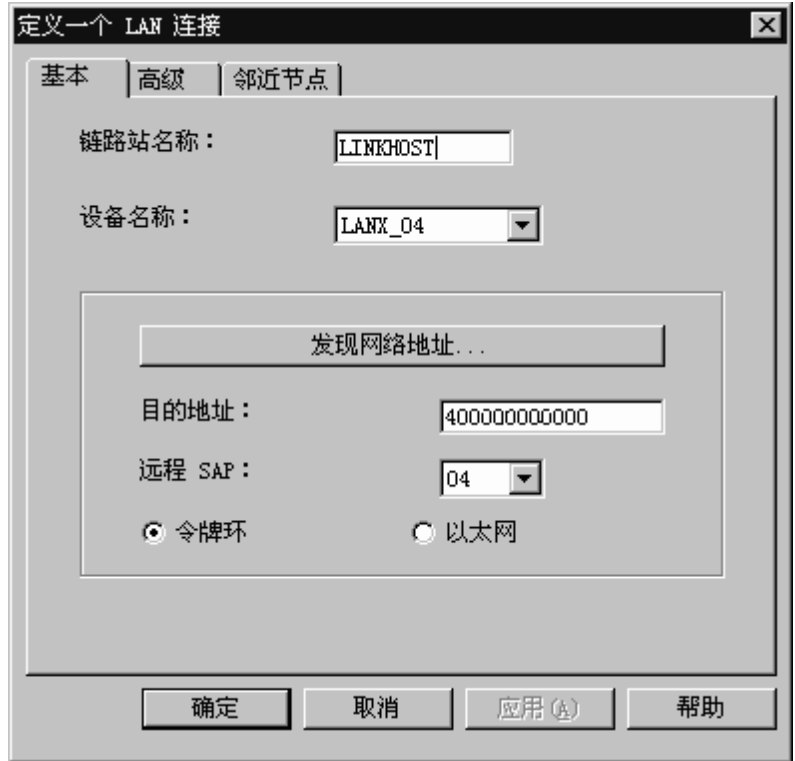 定义一个 LAN 连接
基本 高级 邻近节点
链路站名称：
LINKHOST
设备名称：
LANX_04
发现网络地址...
目的地址：
400000000000
远程 SAP：
04
令牌环 以太网
确定 取消 应用(A) 帮助